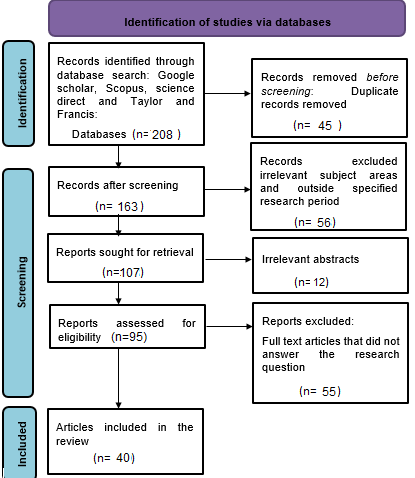 Identification of studies via databases
Identification
Records identified through
database search: Google
scholar, Scopus, science
direct and Taylor and
Francis:
Databases (n= 208)
Records removed before
screening: Duplicate
records removed
(n= 45 )
Screening
Records after screening
(n= 163)
Records excluded
irrelevant subject areas
and outside specified
research period
(n= 56)
Reports sought for retrieval
(n=107)
Irrelevant abstracts
(n= 12)
Reports assessed for
eligibility (n=95)
Reports excluded:
Full text articles that did not
answer the research
question
(n= 55)
Included
Articles included in the
review
(n= 40)